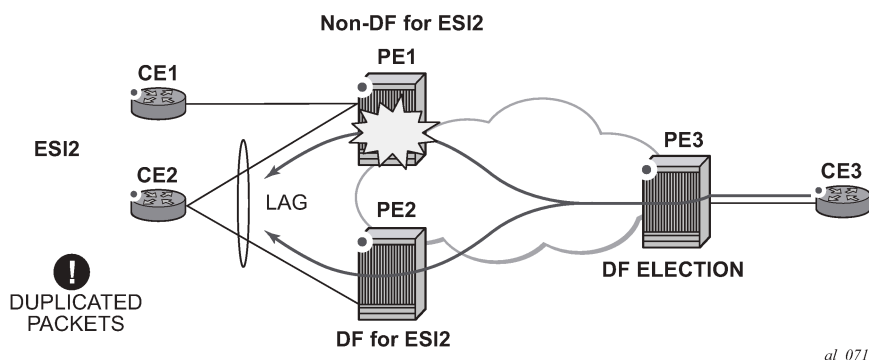 Non-DF for ESI2
PE1
CE1
ESI2
CE2
LAG
PE2
PE3
CE3
DF ELECTION
!
DUPLICATED
PACKETS
DF for ESI2
al_071